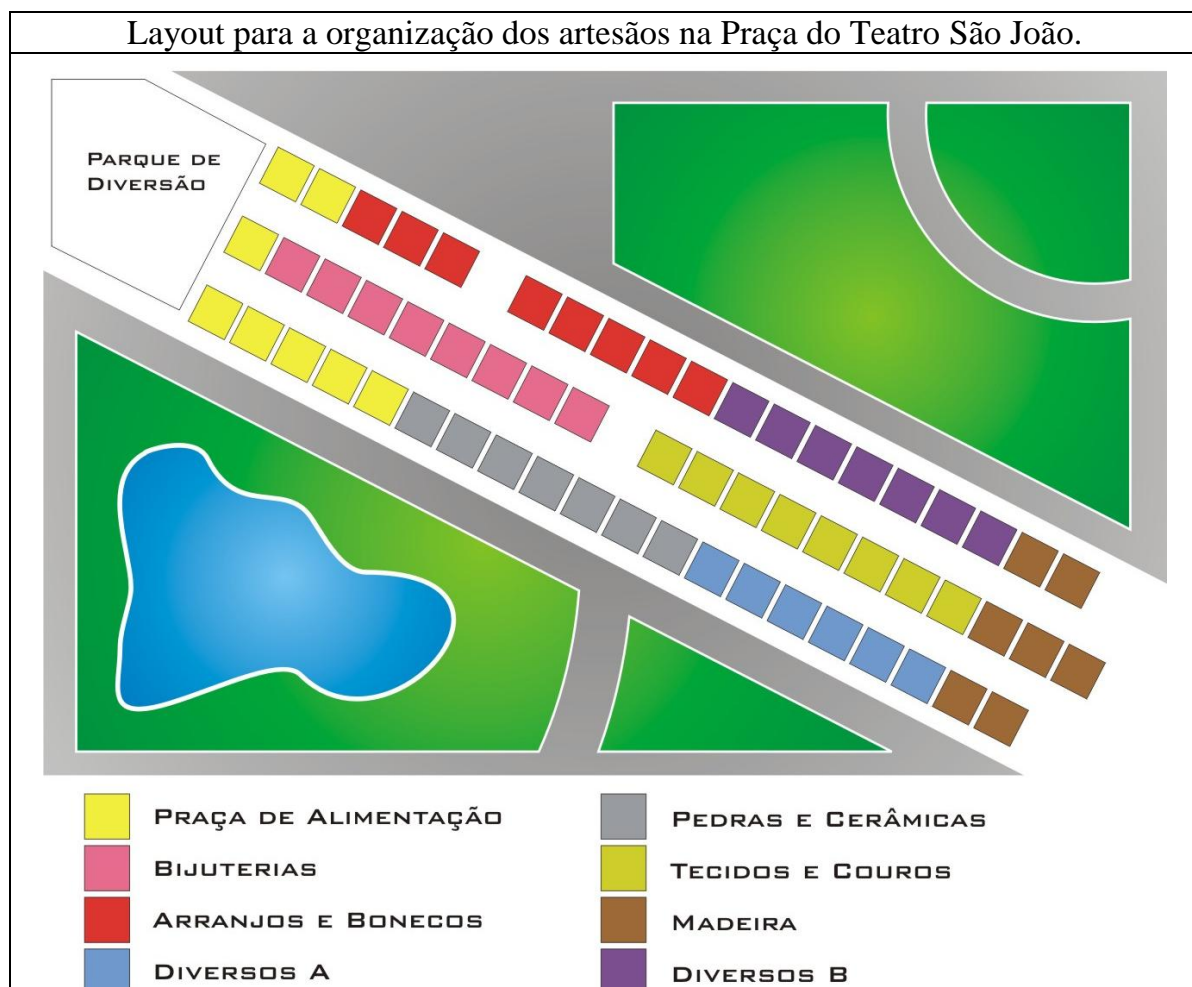 Layout para a organização dos artesãos na Praça do Teatro São João.
PARQUE DE
DIVERSÃO
PRAÇA DE ALIMENTAÇÃO
BIJUTERIAS
ARRANJOS E BONECOS
DIVERSOS A
PEDRAS E CERÂMICAS
TECIDOS E COUROS
MADEIRA
DIVERSOS B